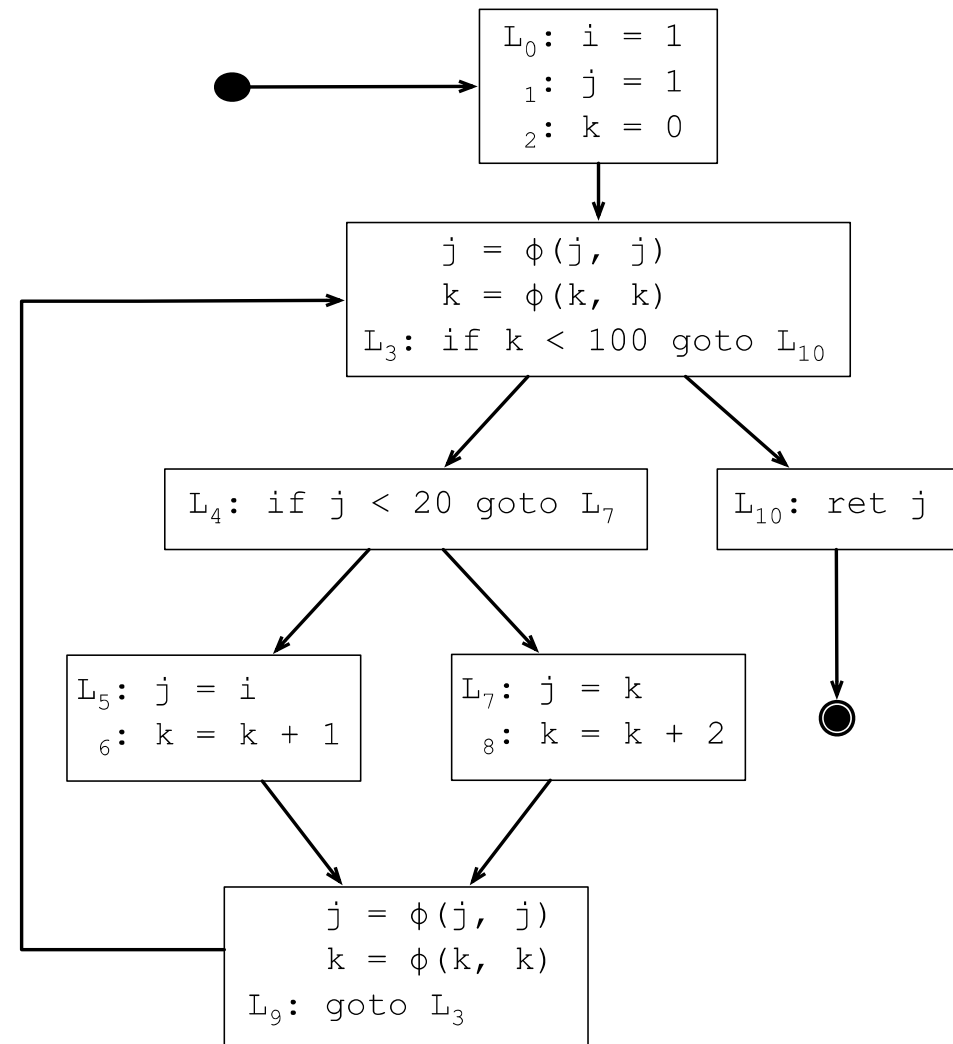 L₀: i = 1
₁: j = 1
₂: k = 0
j = ϕ(j, j)
k = ϕ(k, k)
L₃: if k < 100 goto L₁₀
L₄: if j < 20 goto L₇
L₁₀: ret j
L₅: j = i
₆: k = k + 1
L₇: j = k
₈: k = k + 2
j = ϕ(j, j)
k = ϕ(k, k)
L₉: goto L₃